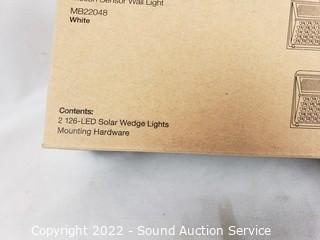 Sensor Wall Light
MB22048
White
Contents:
2 126-LED Solar Wedge Lights
Mounting Hardware
Copyright 2022 - Sound Auction Service